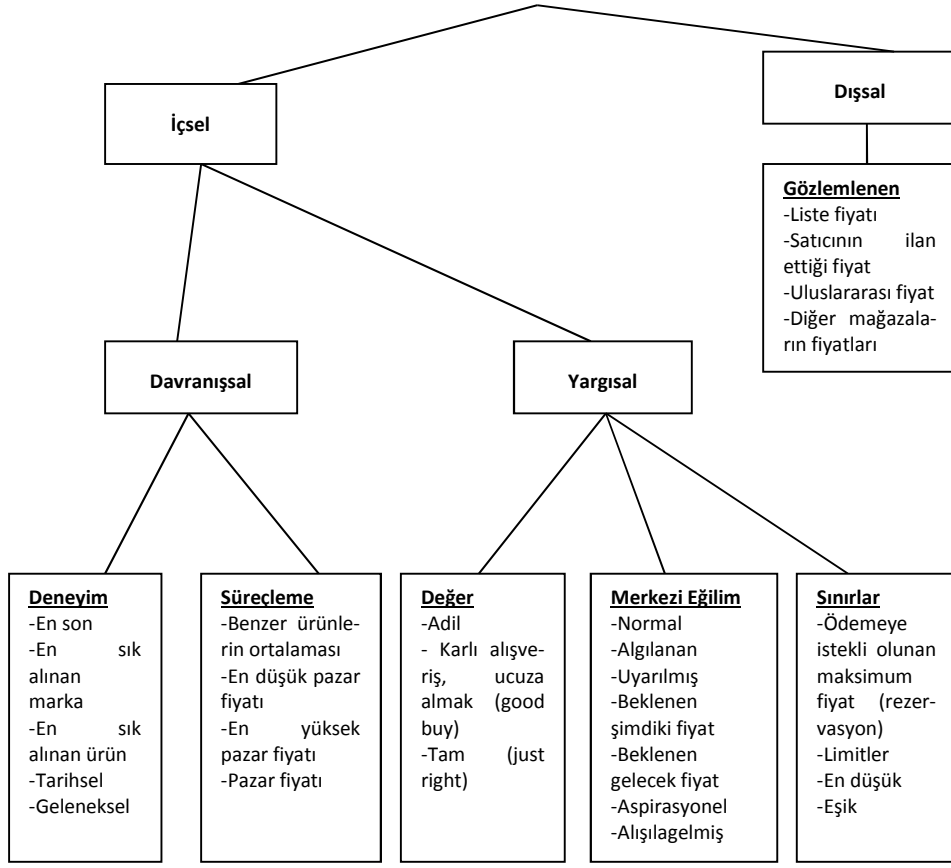 İçsel
Dışsal
Gözlemlenen
-Liste fiyatı
-Satıcının ilan
ettiği fiyat
-Uluslararası fiyat
-Diğer mağazala-
rın fiyatları
Davranışsal
Yargısal
Deneyim
-En son
-En sık
alınan
marka
-En sık
alınan ürün
-Tarihsel
-Geleneksel
Süreçleme
-Benzer ürünle-
rin ortalaması
-En düşük pazar
fiyatı
-En yüksek
pazar fiyatı
-Pazar fiyatı
Değer
-Adil
- Karlı alışve-
riş, ucuza
almak (good
buy)
-Tam (just
right)
Merkezi Eğilim
-Normal
-Algılanan
-Uyarılmış
-Beklenen
şimdiki fiyat
-Beklenen
gelecek fiyat
-Aspirasyonel
-Alışılagelmiş
Sınırlar
-Ödemeye
istekli olunan
maksimum
fiyat (rezer-
vasyon)
-Limitler
-En düşük
-Eşik